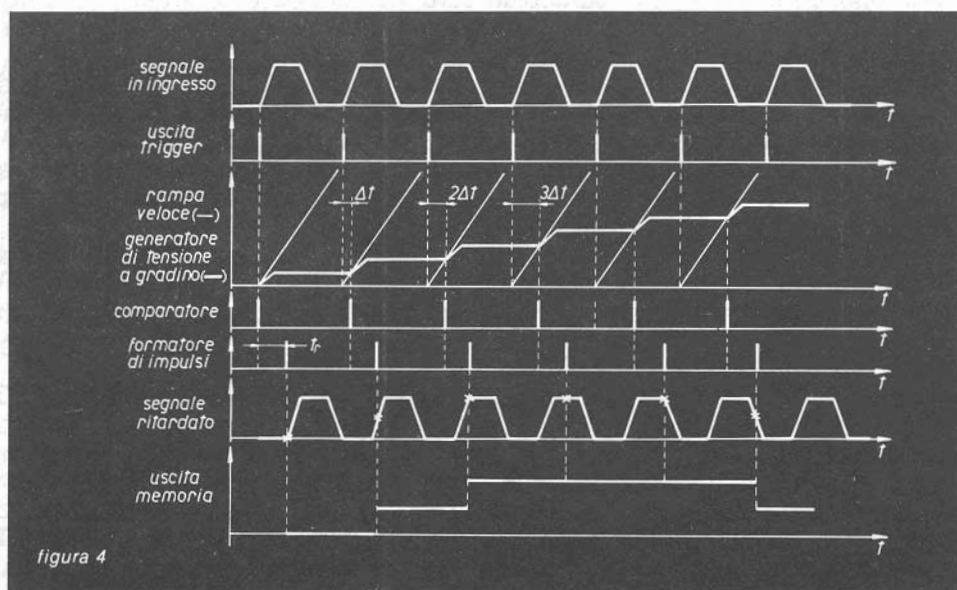 segnale
in ingresso
t
uscita
trigger
t
rampa
veloce(—)
Δt
2Δt
3Δt
generatore
di tensione
a gradino(—)
t
comparatore
t
formatore
di impulsi
tr
t
segnale
ritardato
t
uscita
memoria
t
figura 4